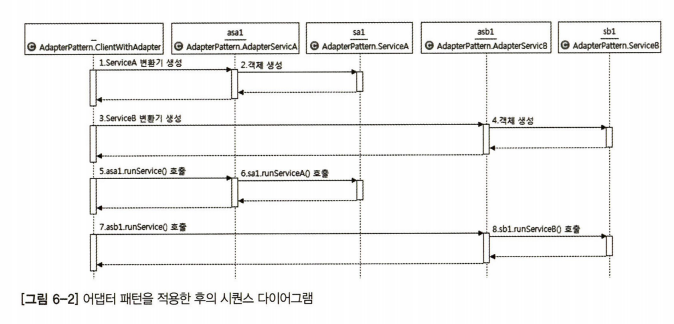 asa1
sa1
asb1
sb1
C AdapterPattern.ClientWithAdapter
C AdapterPattern.AdapterServicA
C AdapterPattern.ServiceA
C AdapterPattern.AdapterServicB
C AdapterPattern.ServiceB
1.ServiceA 변환기 생성
2.객체 생성
3.ServiceB 변환기 생성
4.객체 생성
5.asa1.runService() 호출
6.sa1.runServiceA() 호출
7.asb1.runService() 호출
8.sb1.runServiceB() 호출
[그림 6-2] 어댑터 패턴을 적용한 후의 시퀀스 다이어그램